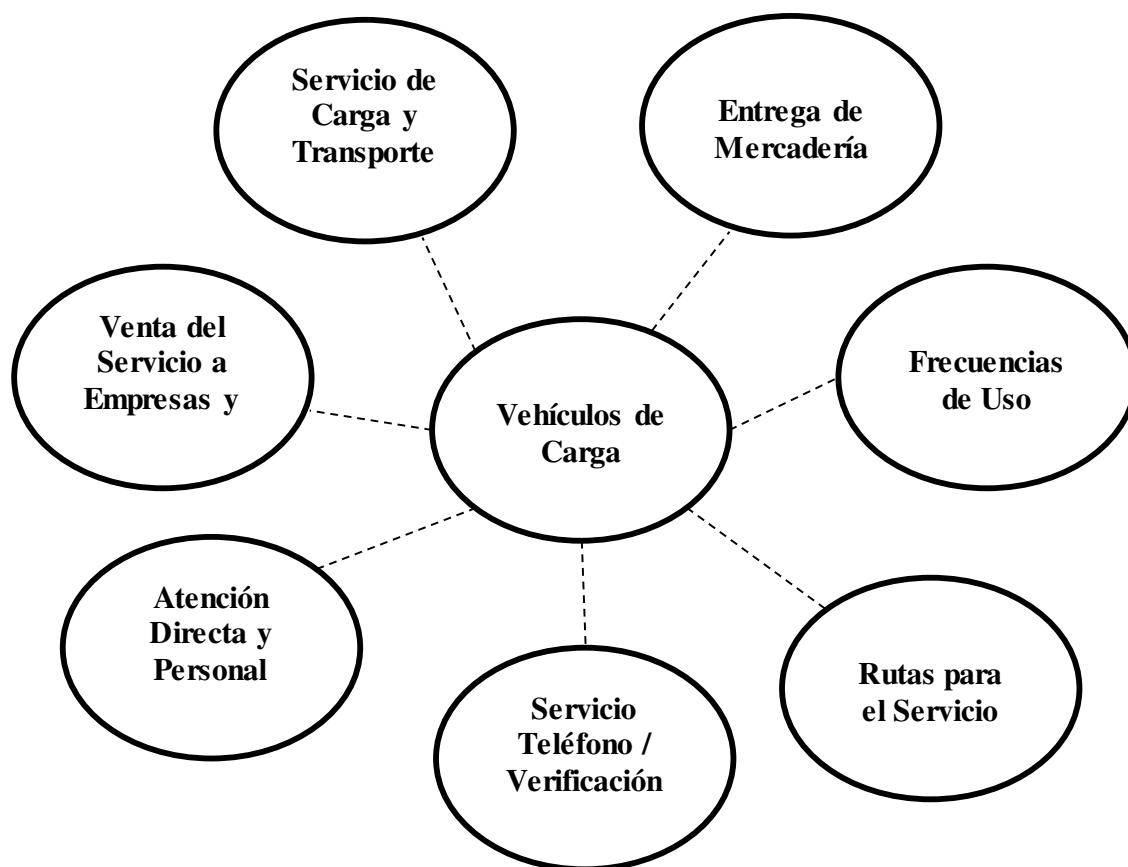 Servicio de
Carga y
Transporte
Entrega de
Mercadería
Venta del
Servicio a
Empresas y
Frecuencias
de Uso
Vehículos de
Carga
Atención
Directa y
Personal
Servicio
Teléfono /
Verificación
Rutas para
el Servicio